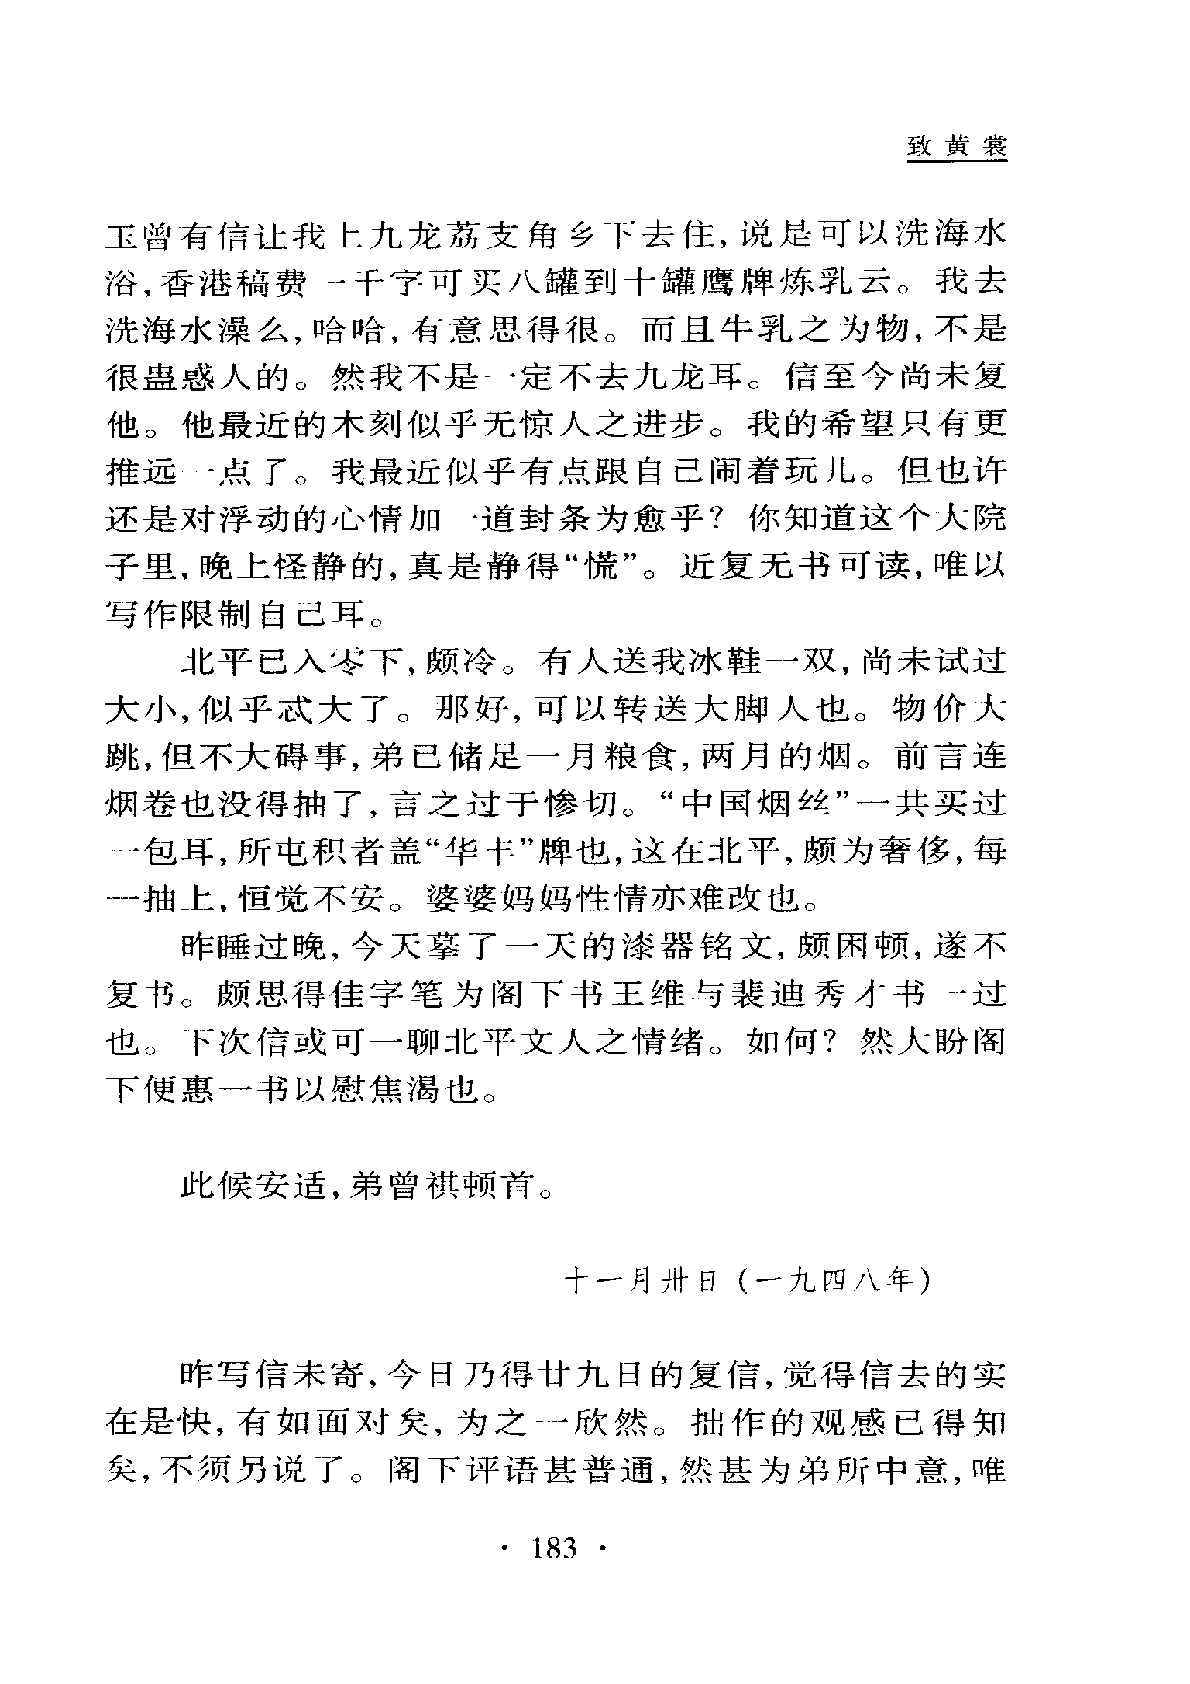 致黄裳
玉曾有信让我上九龙荔支角乡下去住,说是可以洗海水
浴,香港稿费一千字可买八罐到十罐鹰牌炼乳云。我去
洗海水澡么,哈哈,有意思得很。而且牛乳之为物,不是
很蛊惑人的。然我不是一定不去九龙耳。信至今尚未复
他。他最近的木刻似乎无惊人之进步。我的希望只有更
推远一点了。我最近似乎有点跟自己闹着玩儿。但也许
还是对浮动的心情加一道封条为愈乎?你知道这个大院
子里,晚上怪静的,真是静得“慌”。近复无书可读,唯以
写作限制自己耳。
北平已入零下,颇冷。有人送我冰鞋一双,尚未试过
大小,似乎忒大了。那好,可以转送大脚人也。物价大
跳,但不大碍事,弟已储足一月粮食,两月的烟。前言连
烟卷也没得抽了,言之过于惨切。“中国烟丝”一共买过
一包耳,所屯积者盖“华丰”牌也,这在北平,颇为奢侈,每
一抽上,恒觉不安。婆婆妈妈性情亦难改也。
昨睡过晚,今天摹了一天的漆器铭文,颇困顿,遂不
复书。颇思得佳字笔为阁下书王维与裴迪秀才书一过
也。下次信或可一聊北平文人之情绪。如何?然大盼阁
下便惠一书以慰焦渴也。
此候安适,弟曾祺顿首。
十一月卅日(一九四八年)
昨写信未寄,今日乃得廿九日的复信,觉得信去的实
在是快,有如面对矣,为之一欣然。拙作的观感已得知
矣,不须另说了。阁下评语甚普通,然甚为弟所中意,唯
· 183 ·